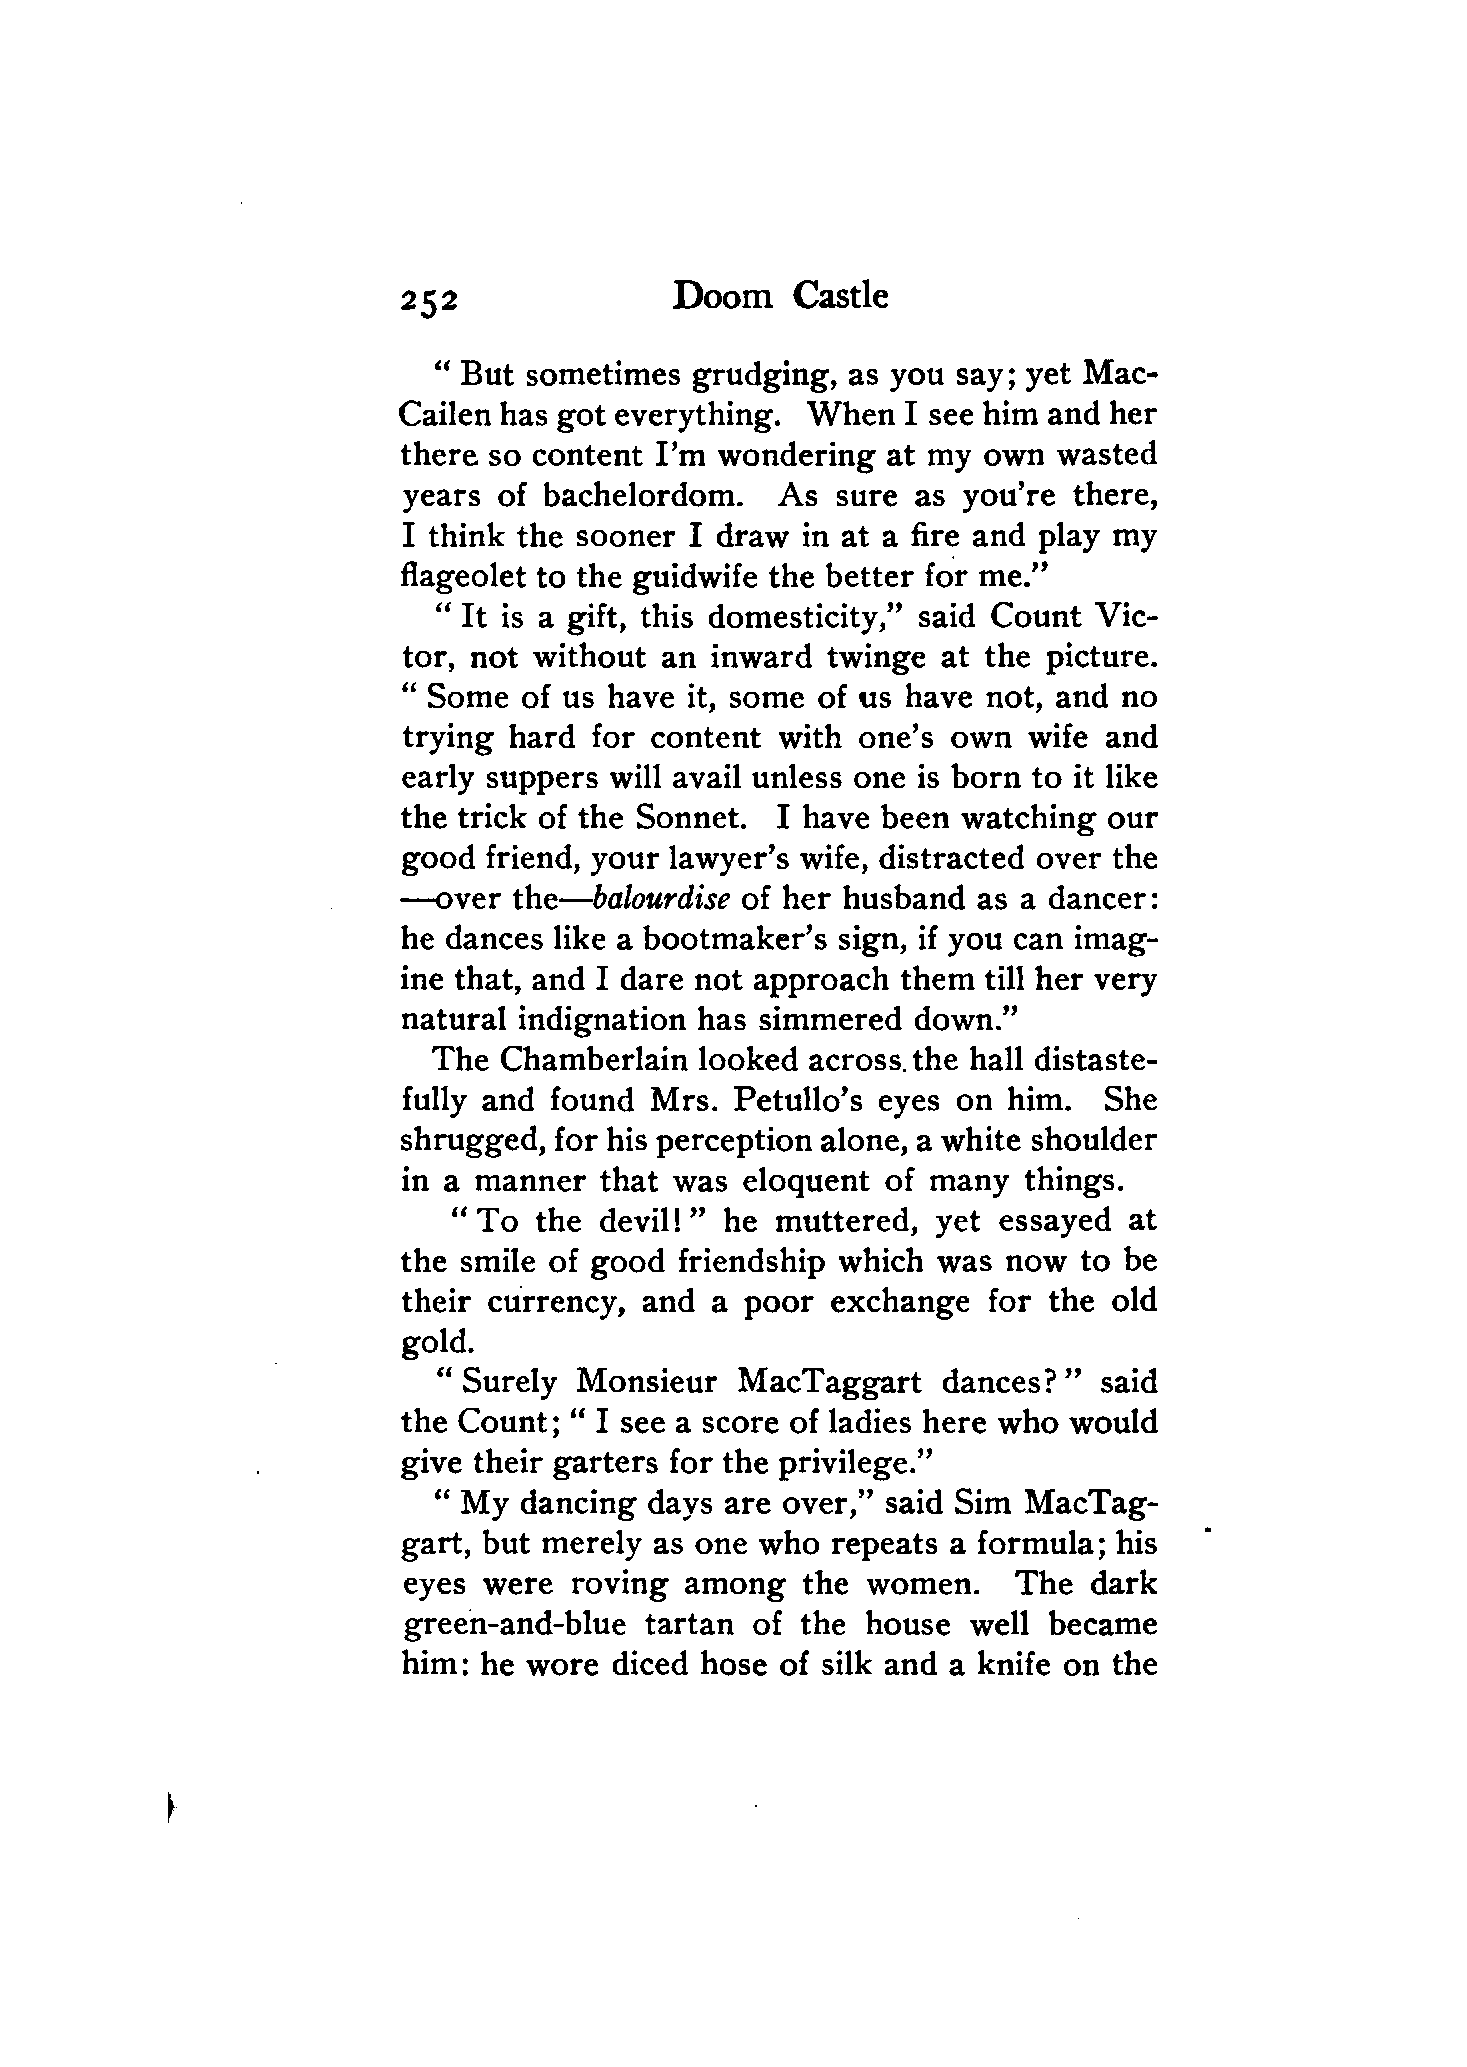 252 Doom Castle
“ But sometimes grudging, as you say; yet Mac-
Cailen has got everything. When I see him and her
there so content I’m wondering at my own wasted
years of bachelordom. As sure as you’re there,
I think the sooner I draw in at a fire and play my
flageolet to the guidwife the better for me.”
“ It is a gift, this domesticity,” said Count Vic-
tor, not without an inward twinge at the picture.
“ Some of us have it, some of us have not, and no
trying hard for content with one’s own wife and
early suppers will avail unless one is born to it like
the trick of the Sonnet. I have been watching our
good friend, your lawyer’s wife, distracted over the
—over the—balourdise of her husband as a dancer:
he dances like a bootmaker’s sign, if you can imag-
ine that, and I dare not approach them till her very
natural indignation has simmered down.”
The Chamberlain looked across the hall distaste-
fully and found Mrs. Petullo’s eyes on him. She
shrugged, for his perception alone, a white shoulder
in a manner that was eloquent of many things.
“ To the devil! ” he muttered, yet essayed at
the smile of good friendship which was now to be
their currency, and a poor exchange for the old
gold.
“ Surely Monsieur MacTaggart dances? ” said
the Count; “ I see a score of ladies here who would
give their garters for the privilege.”
“ My dancing days are over,” said Sim MacTag-
gart, but merely as one who repeats a formula; his
eyes were roving among the women. The dark
green-and-blue tartan of the house well became
him: he wore diced hose of silk and a knife on the